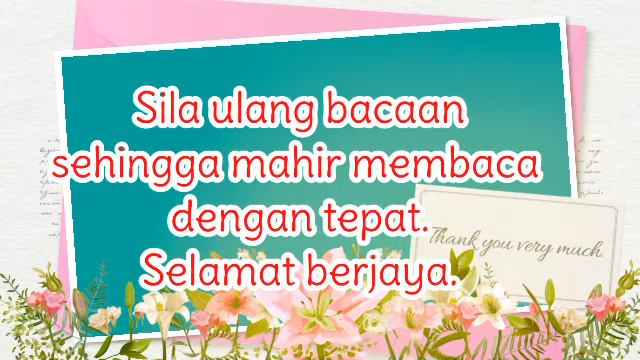 Sila ulang bacaan
sehingga mahir membaca
dengan tepat.
Selamat berjaya.
Thank you very much.